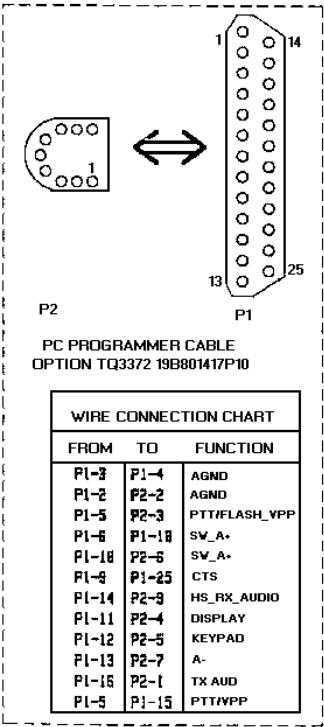 1
14
1
13
25
P2
P1
PC PROGRAMMER CABLE
OPTION TQ3372 19B801417P10
WIRE CONNECTION CHART
FROM TO FUNCTION
P1-3 P1-4 AGND
P1-2 P2-2 AGND
P1-5 P2-3 PTT/FLASH_VPP
P1-6 P1-18 SW_A+
P1-18 P2-6 SW_A+
P1-9 P1-25 CTS
P1-14 P2-9 HS_RX_AUDIO
P1-11 P2-4 DISPLAY
P1-12 P2-5 KEYPAD
P1-13 P2-7 A-
P1-16 P2-1 TX AUD
P1-5 P1-15 PTT/VPP